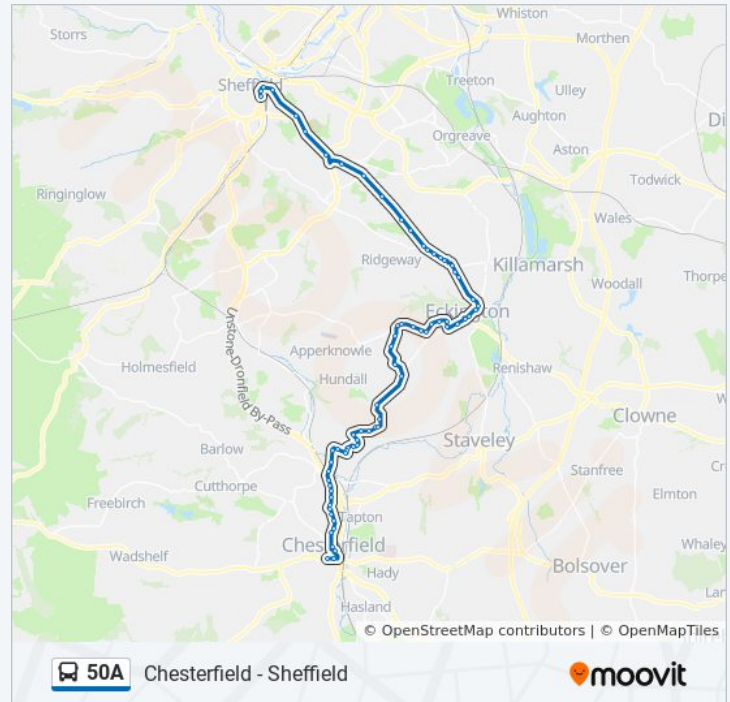 Whiston
Storrs
Morthen
Sheffield
Treeton
Ulley
Aughton
Di
Orgreave
Aston
Todwick
Ringinglow
Wales
Ridgeway
Killamarsh
Thorpe
Woodall
Eckington
Unstone-Dronfield By-Pass
Apperknowle
Holmesfield
Hundall
Renishaw
Clowne
Barlow
Staveley
Stanfree
Cutthorpe
Elmton
Freebirch
Tapton
Chesterfield
Whaley
Wadshelf
Hady
Bolsover
Hasland
© OpenStreetMap contributors | © OpenMapTiles
50A Chesterfield - Sheffield
moovit